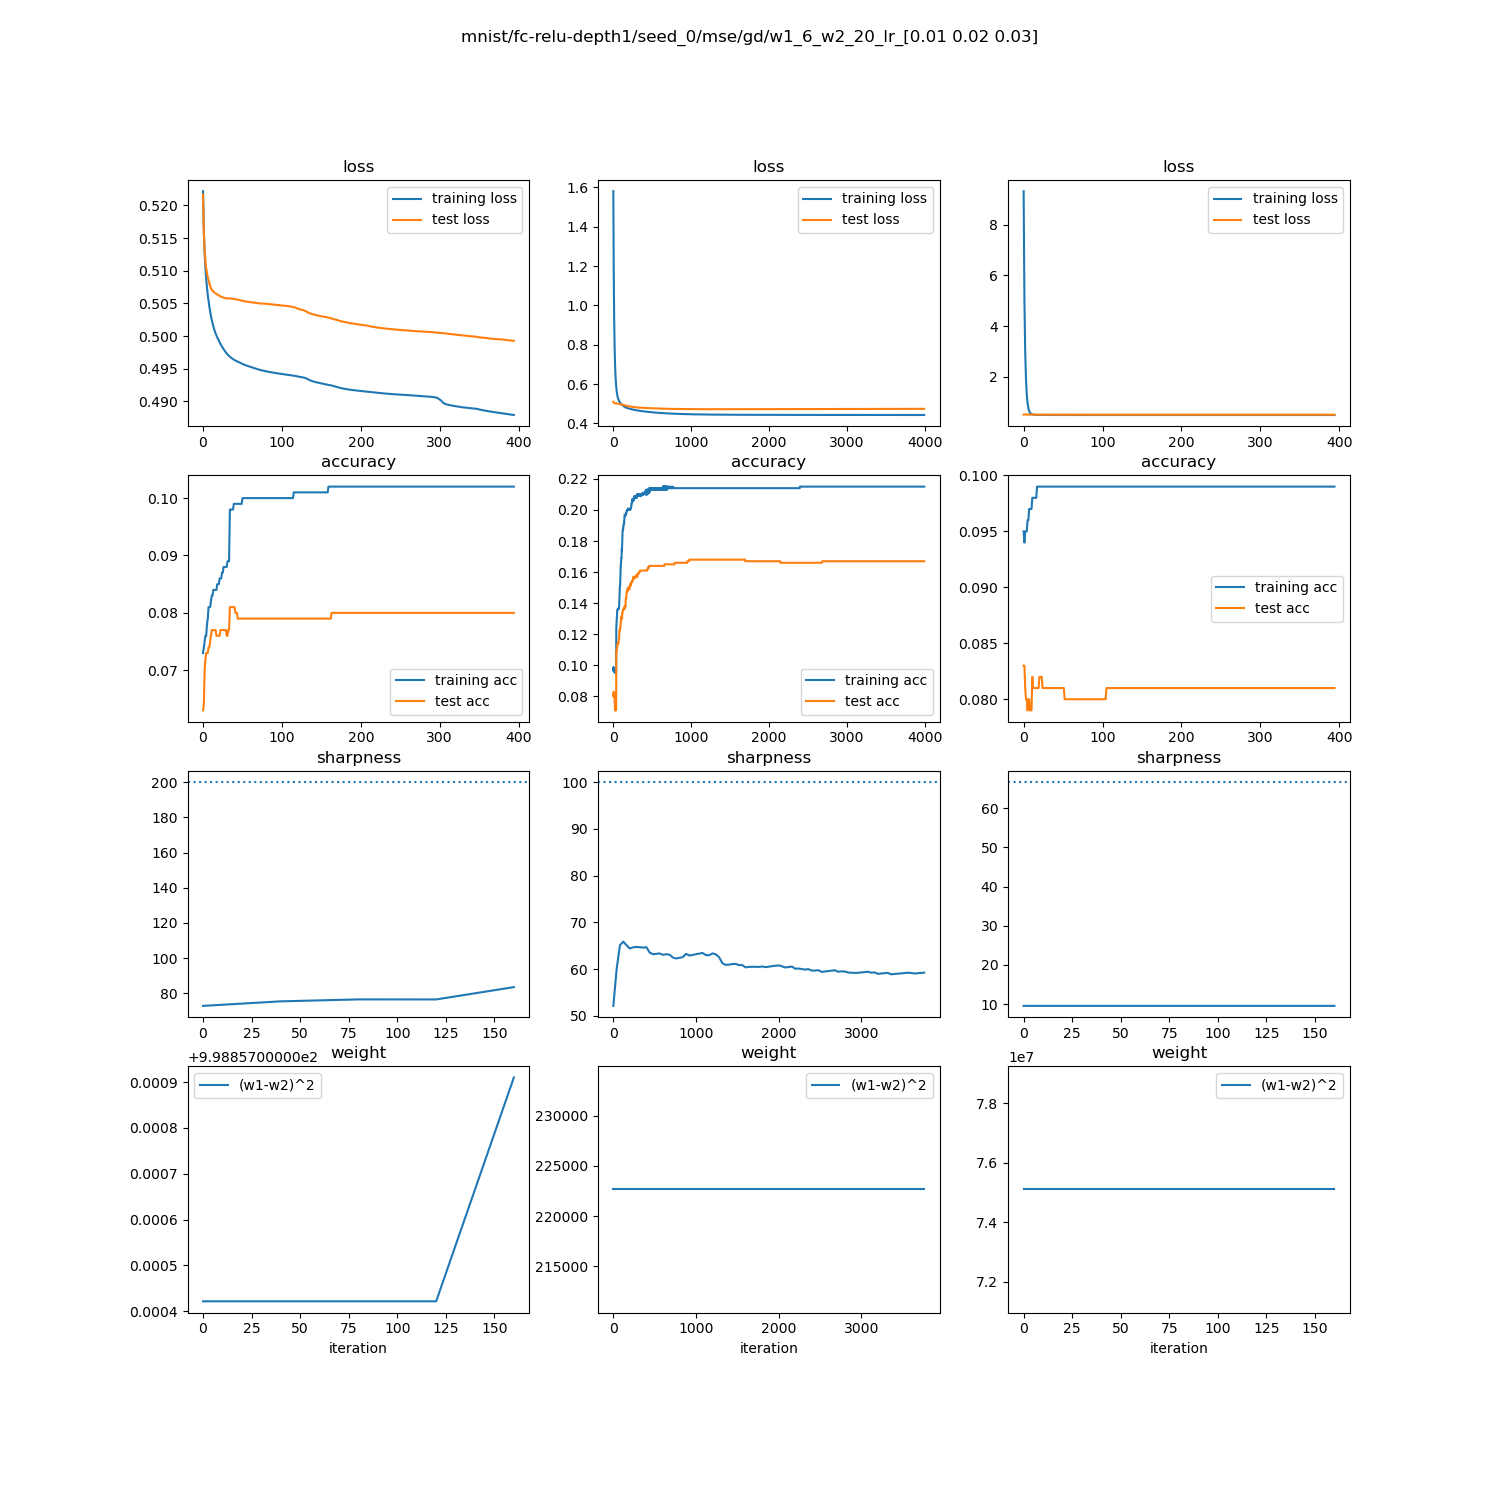 mnist/fc-relu-depth1/seed_0/mse/gd/w1_6_w2_20_lr_[0.01 0.02 0.03]
loss loss loss
training loss
test loss
0.520
0.515
0.510
0.505
0.500
0.495
0.490
0 100 200 300 400
training loss
test loss
1.6
1.4
1.2
1.0
0.8
0.6
0.4
0 1000 2000 3000 4000
training loss
test loss
8
6
4
2
0 100 200 300 400
accuracy accuracy accuracy
0.10
0.09
0.08
0.07
training acc
test acc
0 100 200 300 400
0.22
0.20
0.18
0.16
0.14
0.12
0.10
0.08
training acc
test acc
0 1000 2000 3000 4000
0.100
0.095
0.090
0.085
0.080
training acc
test acc
0 100 200 300 400
sharpness sharpness sharpness
200
180
160
140
120
100
80
0 25 50 75 100 125 150
100
90
80
70
60
50
0 1000 2000 3000
60
50
40
30
20
10
0 25 50 75 100 125 150
+9.9885700000e2 weight weight 1e7 weight
(w1-w2)^2
0.0009
0.0008
0.0007
0.0006
0.0005
0.0004
0 25 50 75 100 125 150
iteration
(w1-w2)^2
230000
225000
220000
215000
0 1000 2000 3000
iteration
(w1-w2)^2
7.8
7.6
7.4
7.2
0 25 50 75 100 125 150
iteration